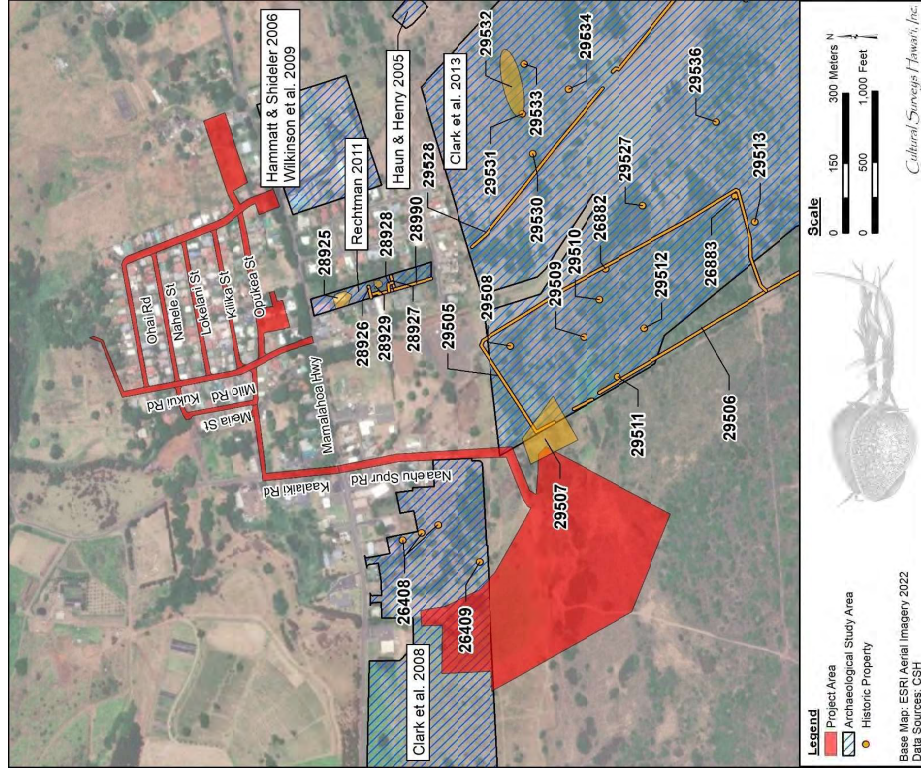 Hammatt & Shideler 2006
Wilkinson et al. 2009
Rechtman 2011
Haun & Henry 2005
Clark et al. 2013
Clark et al. 2008
Ohai Rd
Nahele St
Lokelani St
Kilika St
Opukea St
Kukui Rd
Milo Rd
Meia St
Mamalahoa Hwy
Kaalaiki Rd
Naaehu Spur Rd
28925
28926
28929
28927
28928
28990
29528
29505
29508
29531
29532
29533
29534
29530
29527
29536
29513
29509
29510
26882
29512
26883
29511
29506
29507
26408
26409
Legend
Project Area
Archaeological Study Area
Historic Property
Base Map: ESRI Aerial Imagery 2022
Data Sources: CSH
Scale
0 150 300 Meters
0 500 1,000 Feet
N
Cultural Surveys Hawai'i, Inc.